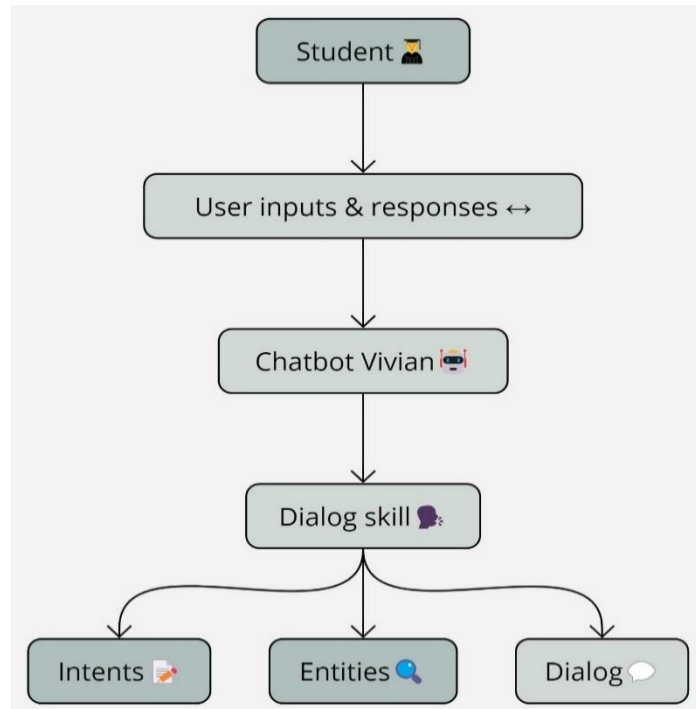 Student 👩‍🎓
User inputs & responses ↔
Chatbot Vivian 🤖
Dialog skill 🗣
Intents 📝
Entities 🔍
Dialog 💬